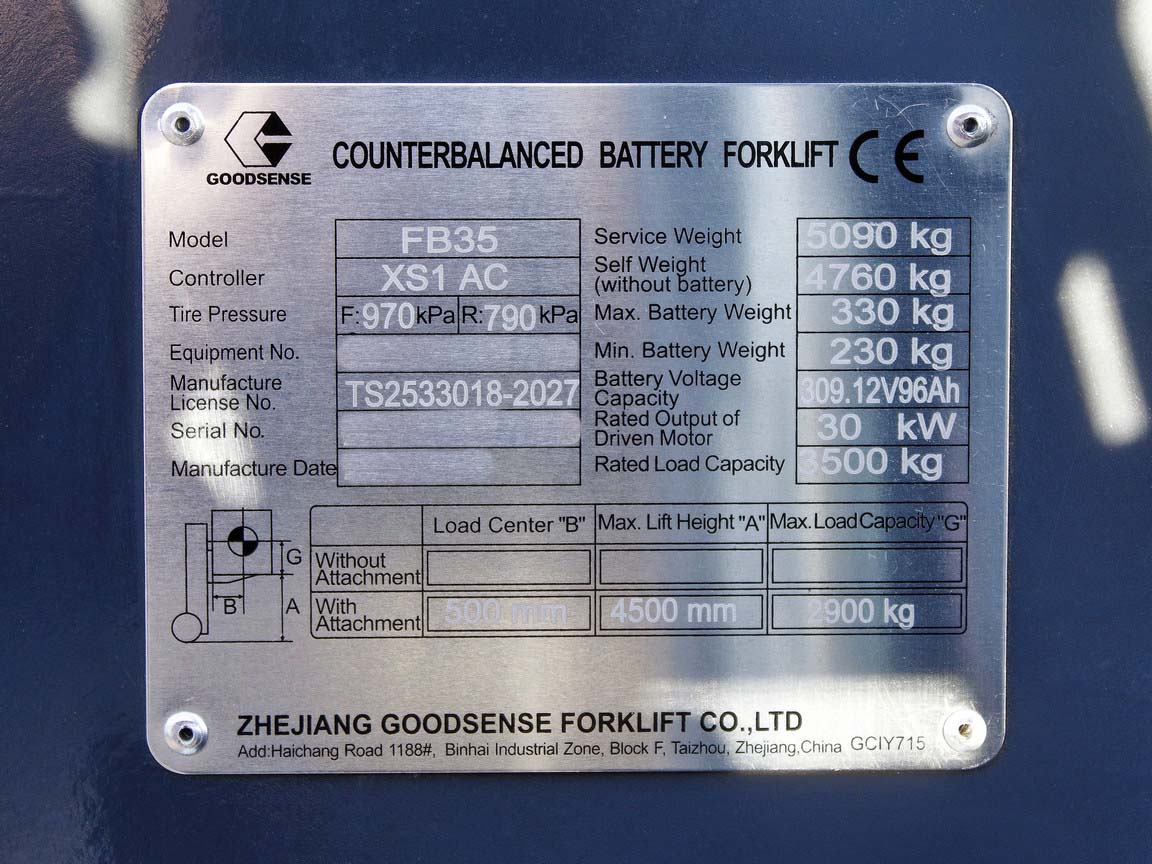 GOODSENSE
COUNTERBALANCED BATTERY FORKLIFT CE
Model FB35
Controller XS1 AC
Tire Pressure F:970kPa R:790kPa
Equipment No.
Manufacture License No. TS2533018-2027
Serial No.
Manufacture Date
Service Weight 5090 kg
Self Weight (without battery) 4760 kg
Max. Battery Weight 330 kg
Min. Battery Weight 230 kg
Battery Voltage Capacity 309.12V96Ah
Rated Output of Driven Motor 30 kW
Rated Load Capacity 3500 kg
Load Center "B" Max. Lift Height "A" Max. Load Capacity "G"
Without Attachment
With Attachment 500 mm 4500 mm 2900 kg
G
B
A
ZHEJIANG GOODSENSE FORKLIFT CO.,LTD
Add:Haichang Road 1188#, Binhai Industrial Zone, Block F, Taizhou, Zhejiang,China GCIY715